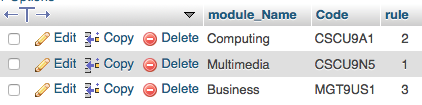 module_Name Code rule
Edit Copy Delete Computing CSCU9A1 2
Edit Copy Delete Multimedia CSCU9N5 1
Edit Copy Delete Business MGT9US1 3